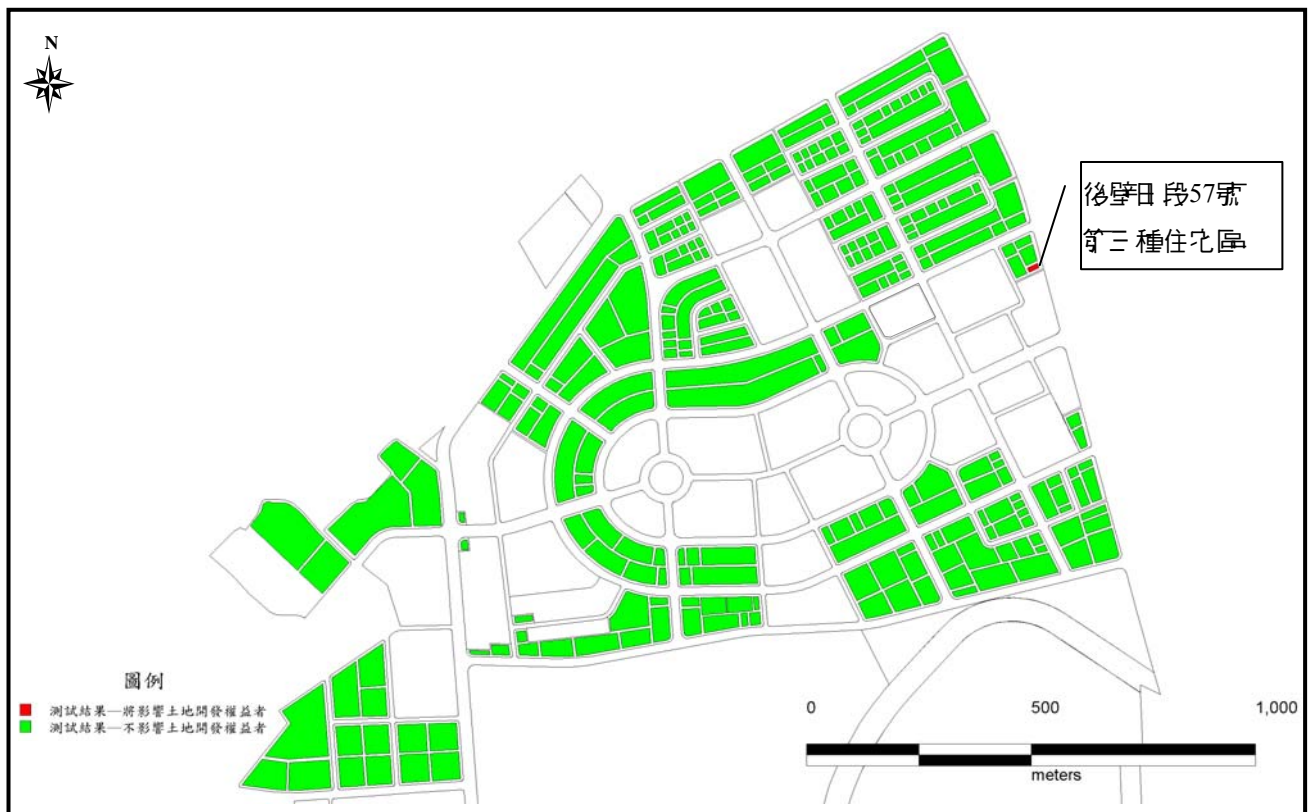 N
後壁田段57號
第三種住宅區
圖例
測試結果—將影響土地開發權益者
測試結果—不影響土地開發權益者
0 500 1,000
meters